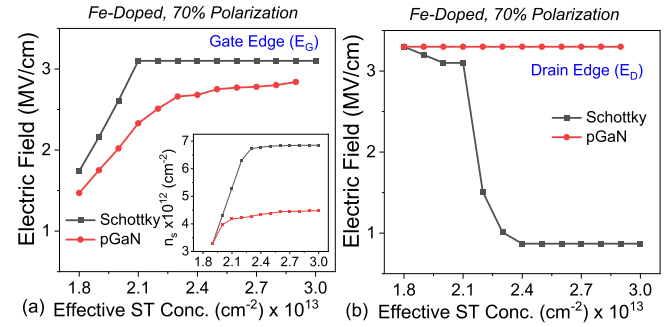 Fe-Doped, 70% Polarization
Gate Edge (E_G)
Electric Field (MV/cm)
3
2
1
Schottky
pGaN
n_s x10^12 (cm^-2)
7
6
5
4
3
1.8 2.1 2.4 2.7 3.0
1.8 2.1 2.4 2.7 3.0
(a) Effective ST Conc. (cm^-2) x 10^13
Fe-Doped, 70% Polarization
Drain Edge (E_D)
Schottky
pGaN
Electric Field (MV/cm)
3
2
1
1.8 2.1 2.4 2.7 3.0
(b) Effective ST Conc. (cm^-2) x 10^13